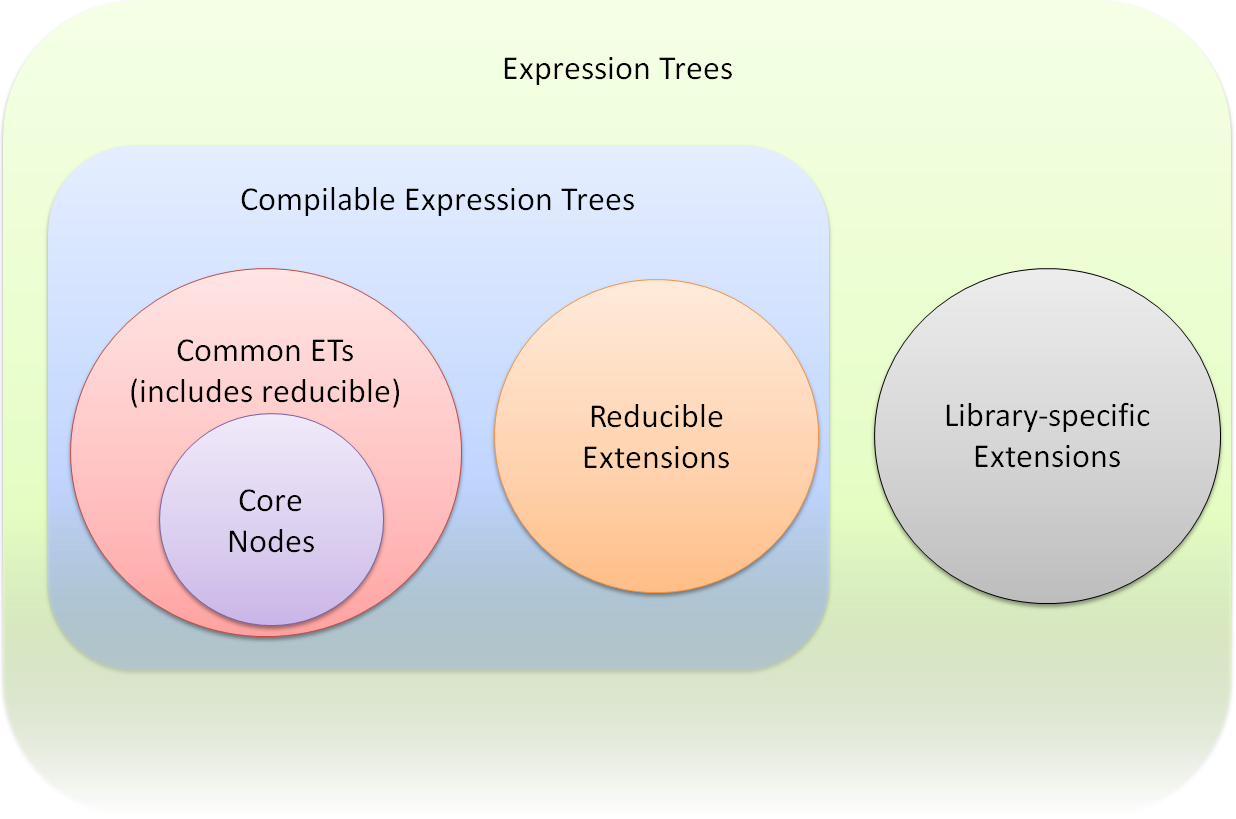 Expression Trees
Compilable Expression Trees
Common ETs
(includes reducible)
Core
Nodes
Reducible
Extensions
Library-specific
Extensions